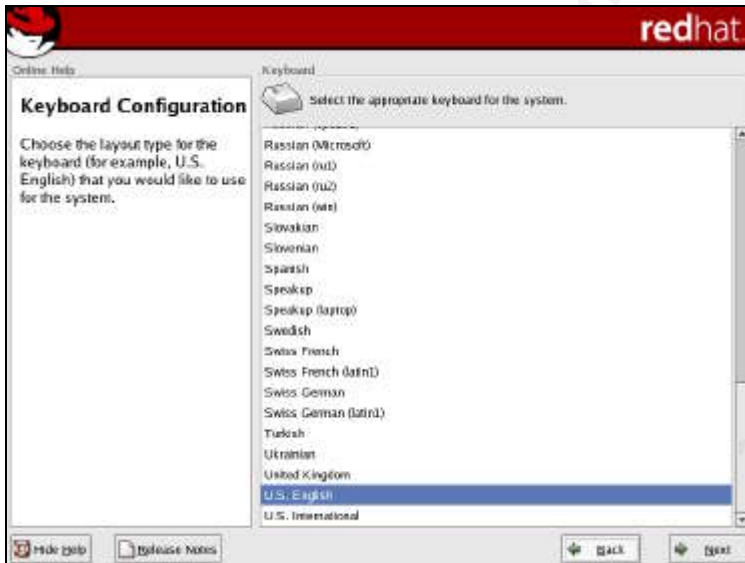 redhat.
Online Help
Keyboard Configuration
Choose the layout type for the
keyboard (for example, U.S.
English) that you would like to use
for the system.
Keyboard
Select the appropriate keyboard for the system.
Russian (Microsoft)
Russian (ru1)
Russian (ru2)
Russian (win)
Slovakian
Slovenian
Spanish
Speakup
Speakup (laptop)
Swedish
Swiss French
Swiss French (latin1)
Swiss German
Swiss German (latin1)
Turkish
Ukrainian
United Kingdom
U.S. English
U.S. International
Hide Help
Release Notes
Back
Next